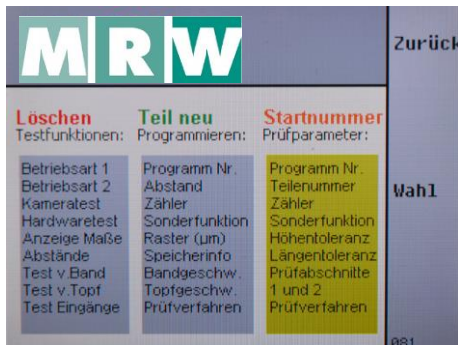 MRW
Zurück
Löschen
Testfunktionen:
Betriebsart 1
Betriebsart 2
Kameratest
Hardwaretest
Anzeige Maße
Abstände
Test v.Band
Test v.Topf
Test Eingänge
Teil neu
Programmieren:
Programm Nr.
Abstand
Zähler
Sonderfunktion
Raster (µm)
Speicherinfo
Bandgeschw.
Topfgeschw.
Prüfverfahren
Startnummer
Prüfparameter:
Programm Nr.
Teilenummer
Zähler
Sonderfunktion
Höhentoleranz
Längentoleranz
Prüfabschnitte
1 und 2
Prüfverfahren
Wahl
081